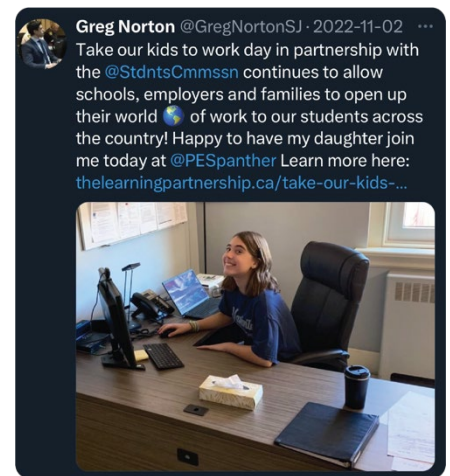 Greg Norton @GregNortonSJ · 2022-11-02 ···
Take our kids to work day in partnership with
the @StdntsCmmssn continues to allow
schools, employers and families to open up
their world 🌎 of work to our students across
the country! Happy to have my daughter join
me today at @PESpanther Learn more here:
thelearningpartnership.ca/take-our-kids-...